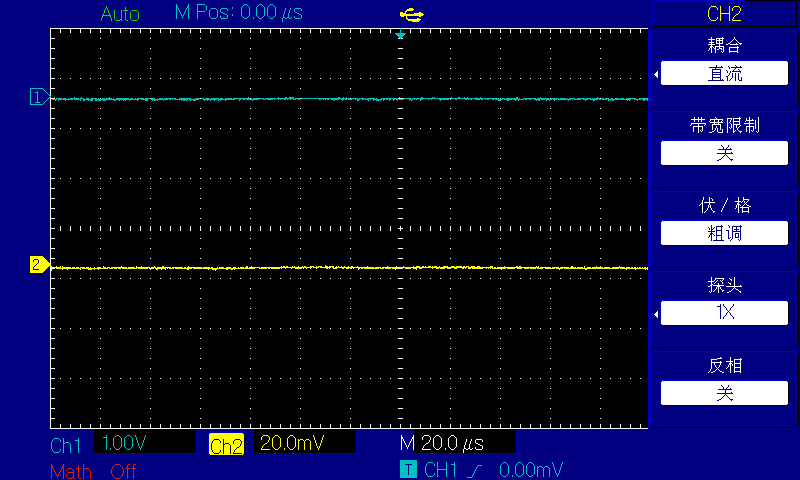 Auto M Pos: 0.00 µs CH2
耦合
直流
1
带宽限制
关
伏 / 格
粗调
2
探头
1X
反相
关
Ch1 1.00V Ch2 20.0mV M 20.0 µs
Math Off T CH1 0.00mV